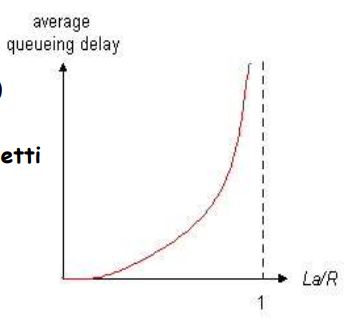 average
queueing delay
)
etti
La/R
1